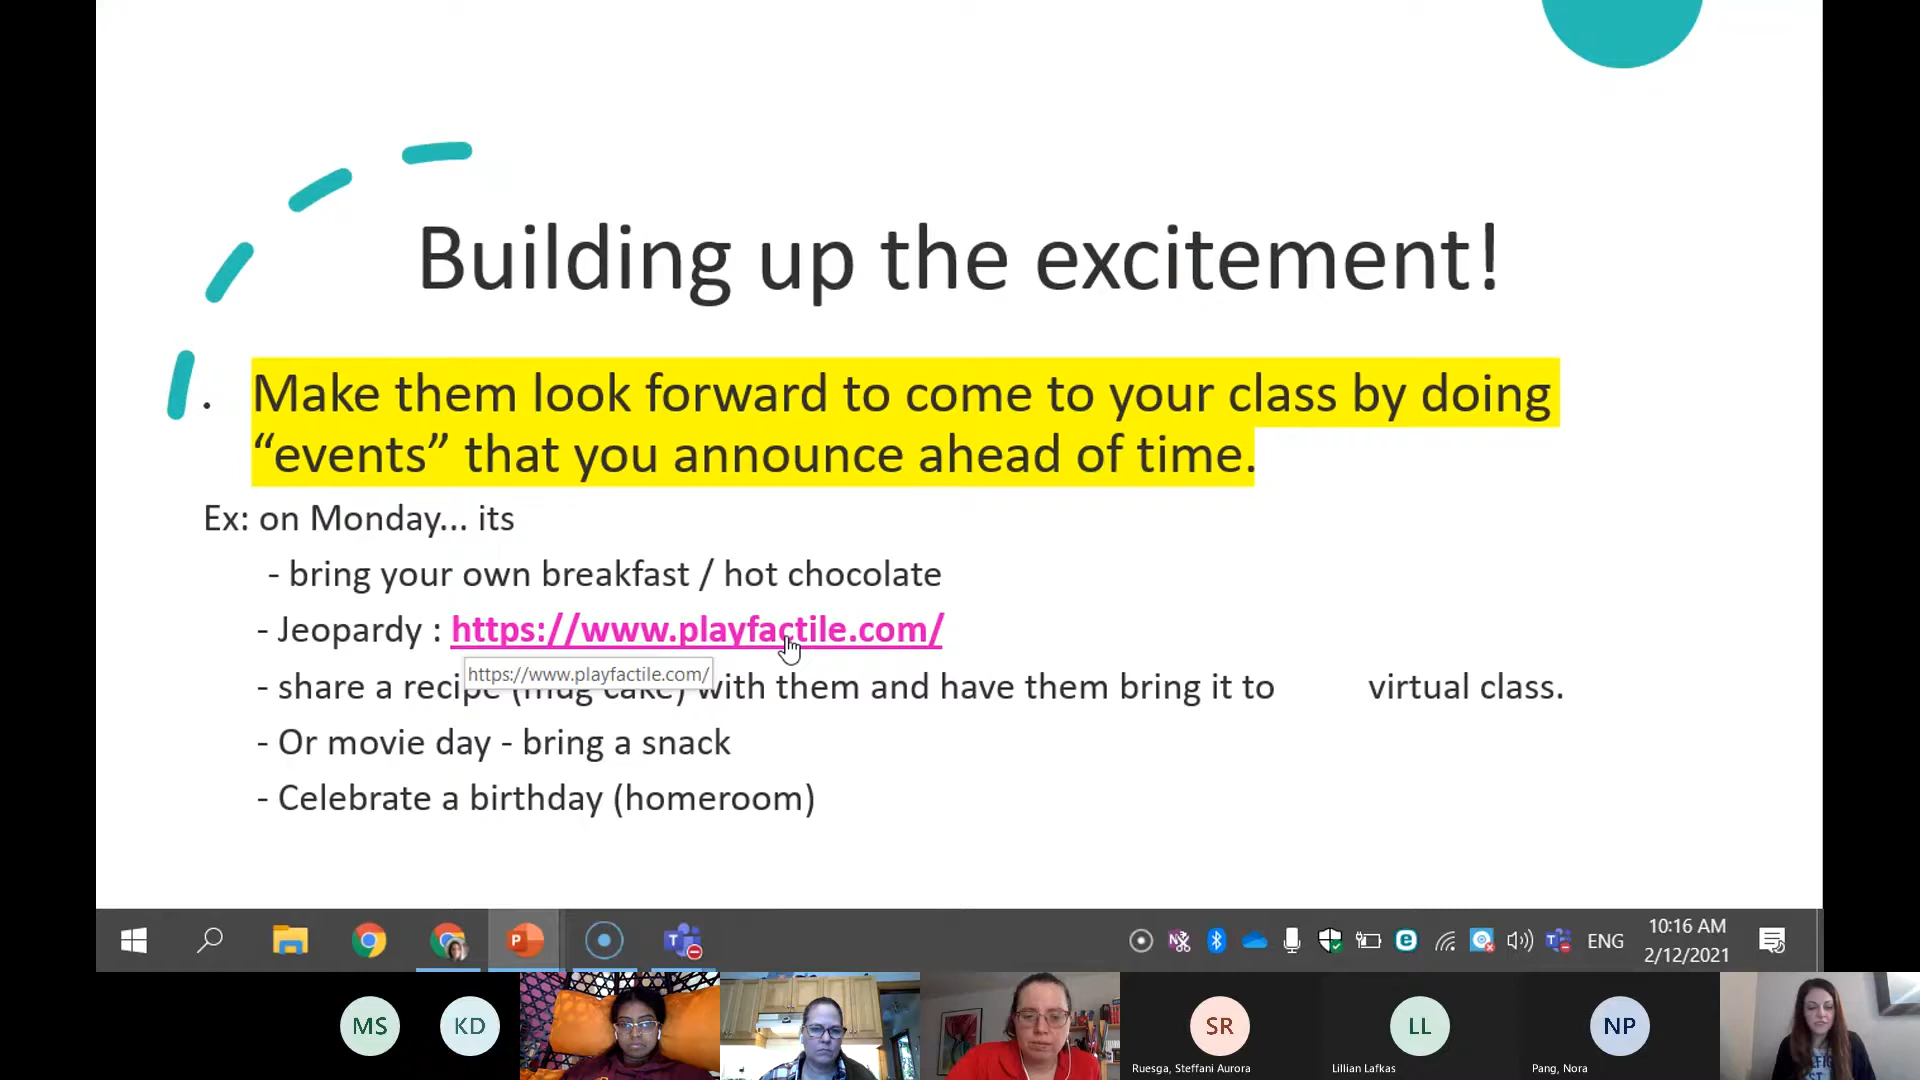 Building up the excitement!
. Make them look forward to come to your class by doing
“events” that you announce ahead of time.
Ex: on Monday... its
- bring your own breakfast / hot chocolate
- Jeopardy : https://www.playfactile.com/
https://www.playfactile.com/
- share a recipe (mug cake) with them and have them bring it to virtual class.
- Or movie day - bring a snack
- Celebrate a birthday (homeroom)
ENG
10:16 AM
2/12/2021
MS
KD
SR
LL
NP
Ruesga, Steffani Aurora
Lillian Lafkas
Pang, Nora